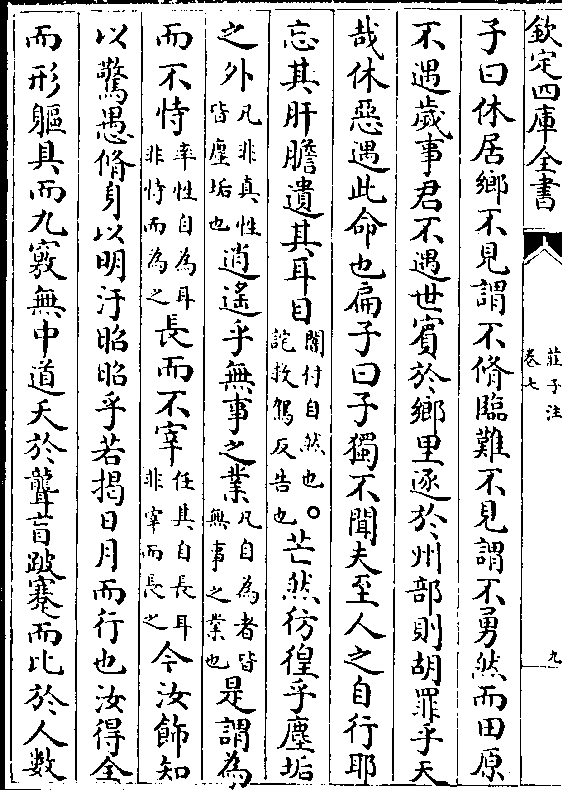 欽定四庫全書
莊子注
卷七
九
子曰休居鄉不見謂不脩臨難不見謂不勇然而田原
不遇歲事君不遇世賓於鄉里逐於州部則胡罪乎天
哉休惡遇此命也扁子曰子獨不聞夫至人之自行耶
忘其肝膽遺其耳目闇付自然也○詑救駕反告也芒然彷徨乎塵垢
之外凡非真性皆塵垢也逍遙乎無事之業凡自為者皆無事之業也是謂為
而不恃率性自為耳非恃而為之長而不宰任其自長耳非宰而長之今汝飾知
以驚愚脩身以明汙昭昭乎若揭日月而行也汝得全
而形軀具而九竅無中道夭於聾盲跛蹇而比於人數